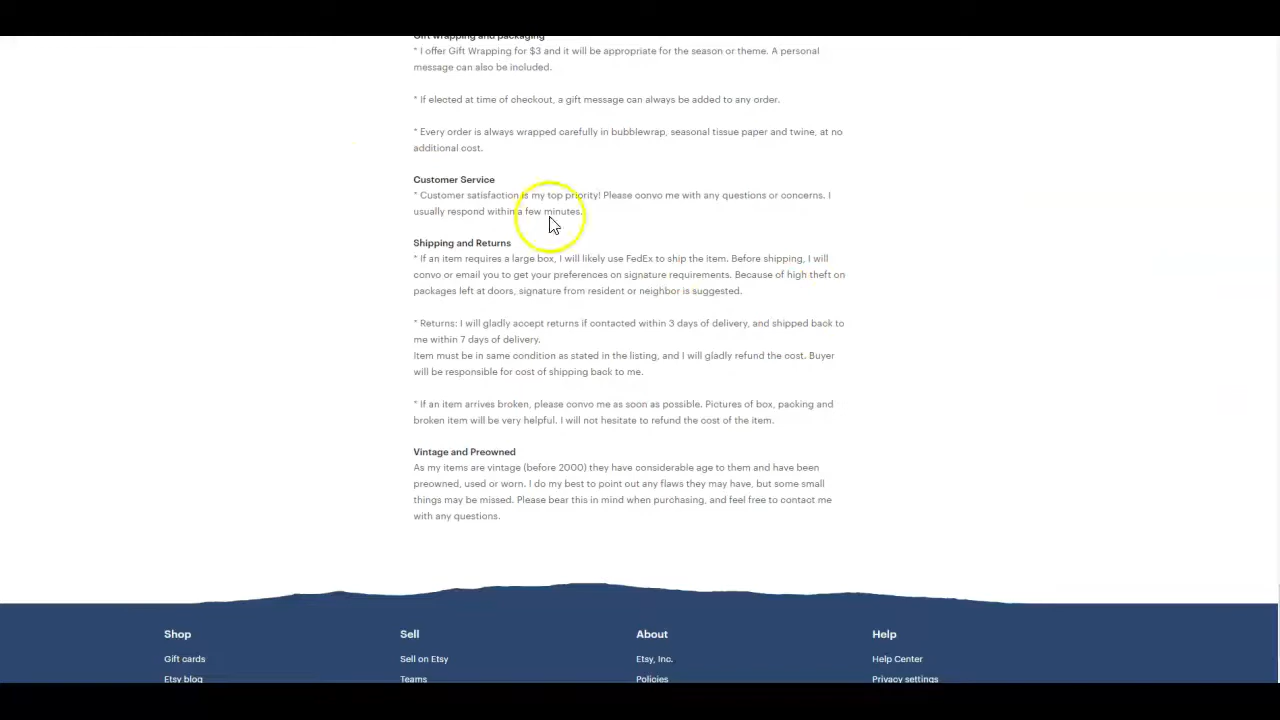 Gift wrapping and packaging
* I offer Gift Wrapping for $3 and it will be appropriate for the season or theme. A personal
message can also be included.
* If elected at time of checkout, a gift message can always be added to any order.
* Every order is always wrapped carefully in bubblewrap, seasonal tissue paper and twine, at no
additional cost.
Customer Service
* Customer satisfaction is my top priority! Please convo me with any questions or concerns. I
usually respond within a few minutes.
Shipping and Returns
* If an item requires a large box, I will likely use FedEx to ship the item. Before shipping, I will
convo or email you to get your preferences on signature requirements. Because of high theft on
packages left at doors, signature from resident or neighbor is suggested.
* Returns: I will gladly accept returns if contacted within 3 days of delivery, and shipped back to
me within 7 days of delivery.
Item must be in same condition as stated in the listing, and I will gladly refund the cost. Buyer
will be responsible for cost of shipping back to me.
* If an item arrives broken, please convo me as soon as possible. Pictures of box, packing and
broken item will be very helpful. I will not hesitate to refund the cost of the item.
Vintage and Preowned
As my items are vintage (before 2000) they have considerable age to them and have been
preowned, used or worn. I do my best to point out any flaws they may have, but some small
things may be missed. Please bear this in mind when purchasing, and feel free to contact me
with any questions.
Shop Sell About Help
Gift cards Sell on Etsy Etsy, Inc. Help Center
Etsy blog Teams Policies Privacy settings